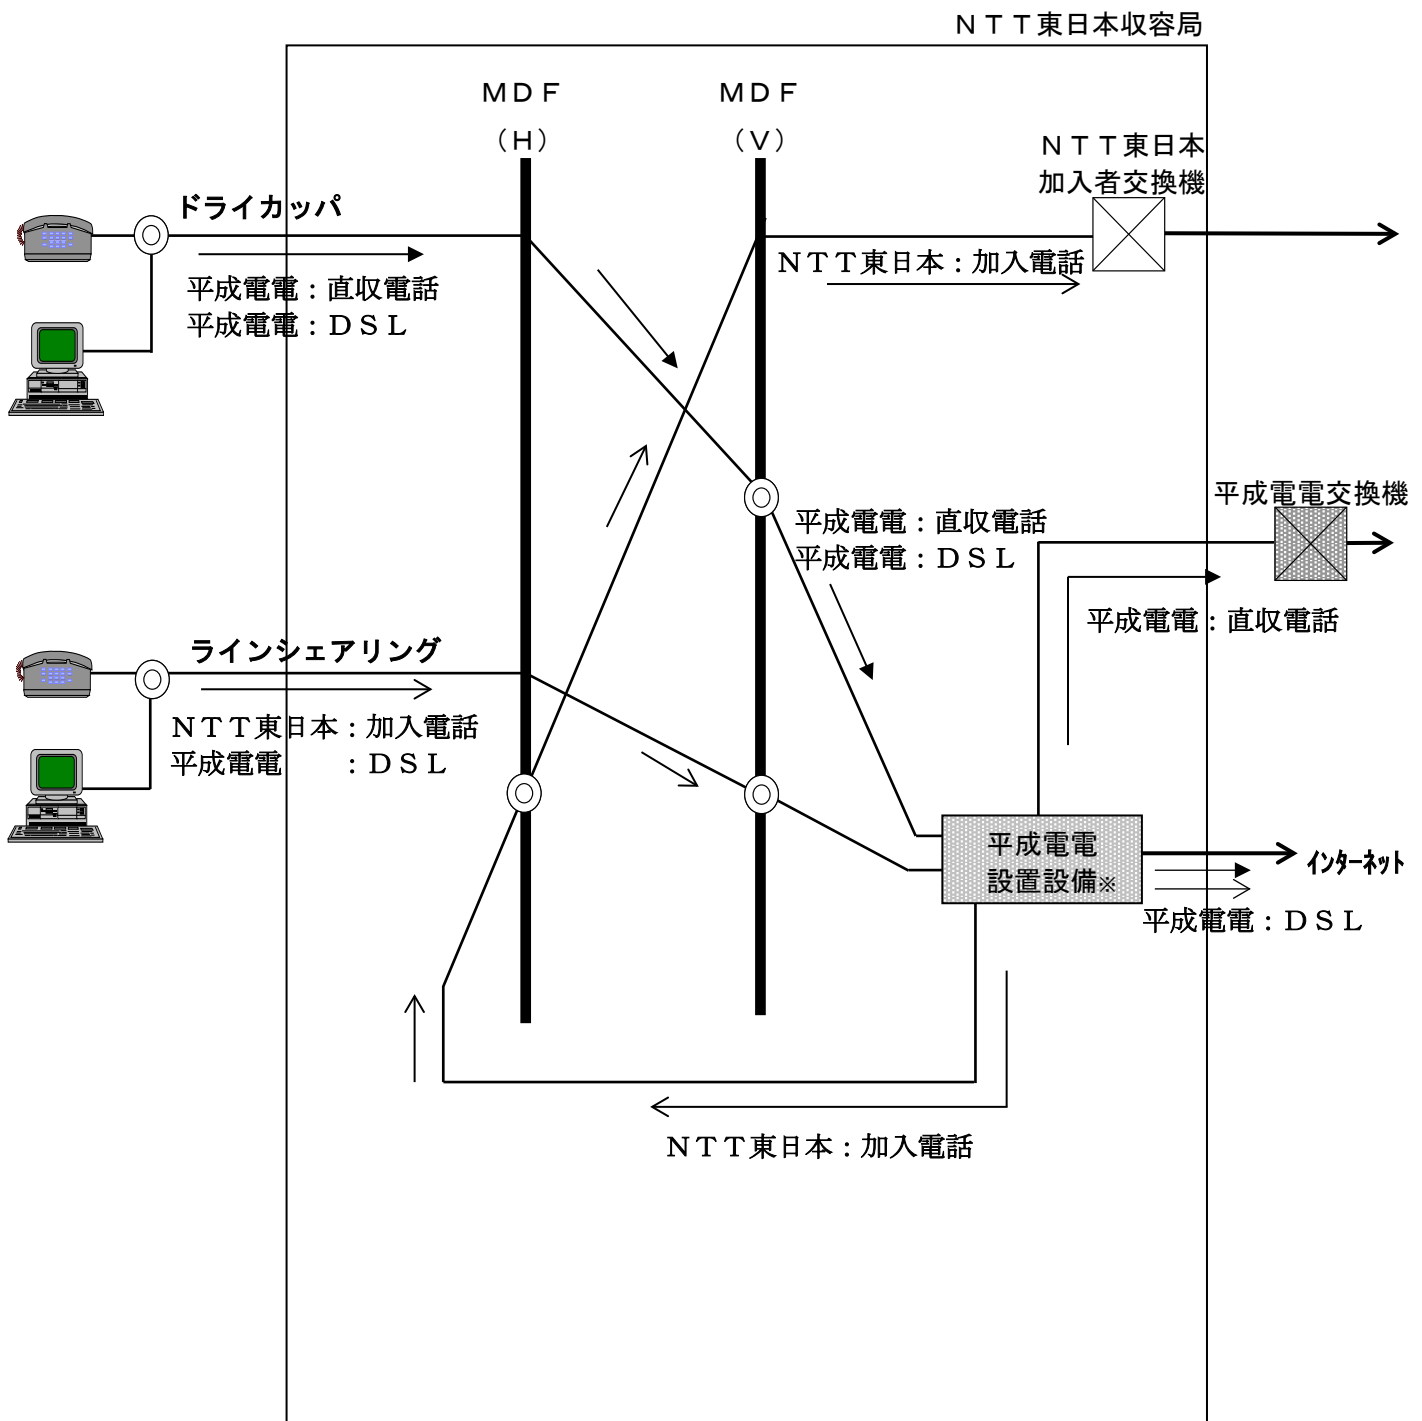 ＮＴＴ東日本収容局
ＭＤＦ
（Ｈ）
ＭＤＦ
（Ｖ）
ＮＴＴ東日本
加入者交換機
ドライカッパ
平成電電：直収電話
平成電電：ＤＳＬ
ＮＴＴ東日本：加入電話
平成電電交換機
平成電電：直収電話
平成電電：ＤＳＬ
平成電電：直収電話
ラインシェアリング
ＮＴＴ東日本：加入電話
平成電電　　：ＤＳＬ
平成電電
設置設備※
インターネット
平成電電：ＤＳＬ
ＮＴＴ東日本：加入電話